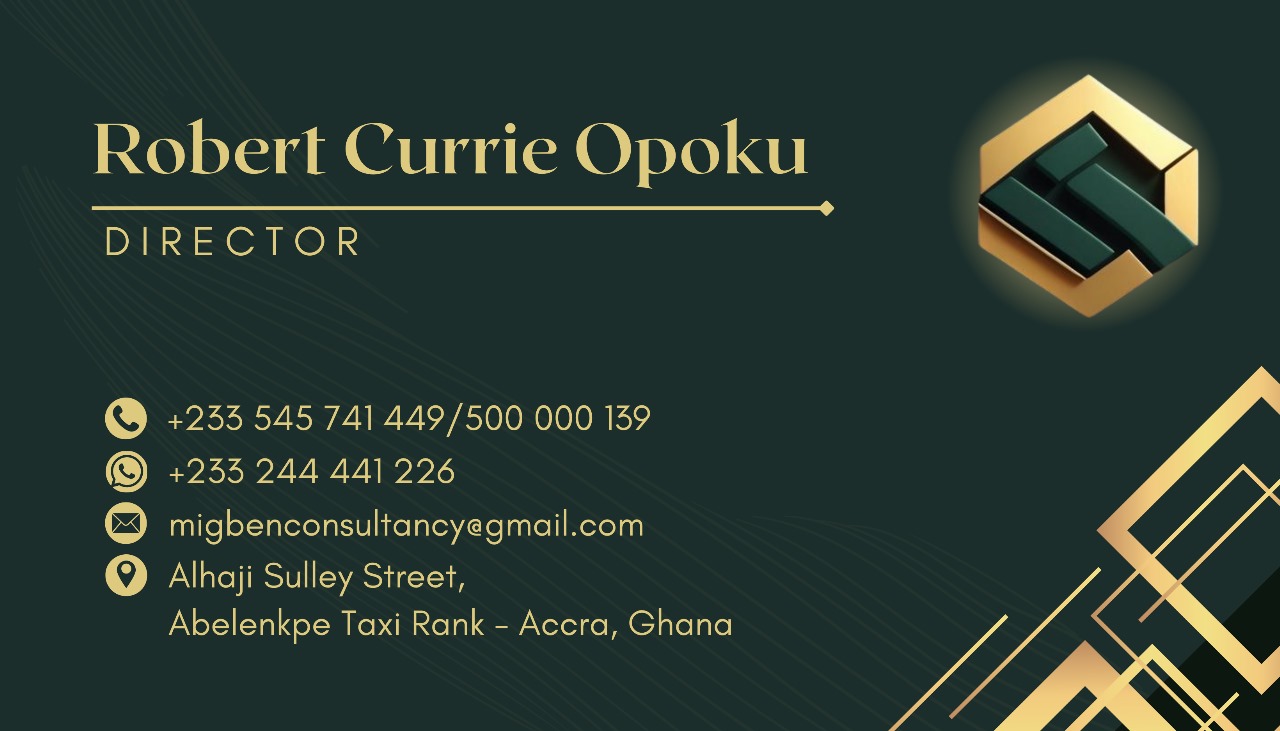 Robert Currie Opoku
DIRECTOR
+233 545 741 449/500 000 139
+233 244 441 226
migbenconsultancy@gmail.com
Alhaji Sulley Street,
Abelenkpe Taxi Rank - Accra, Ghana